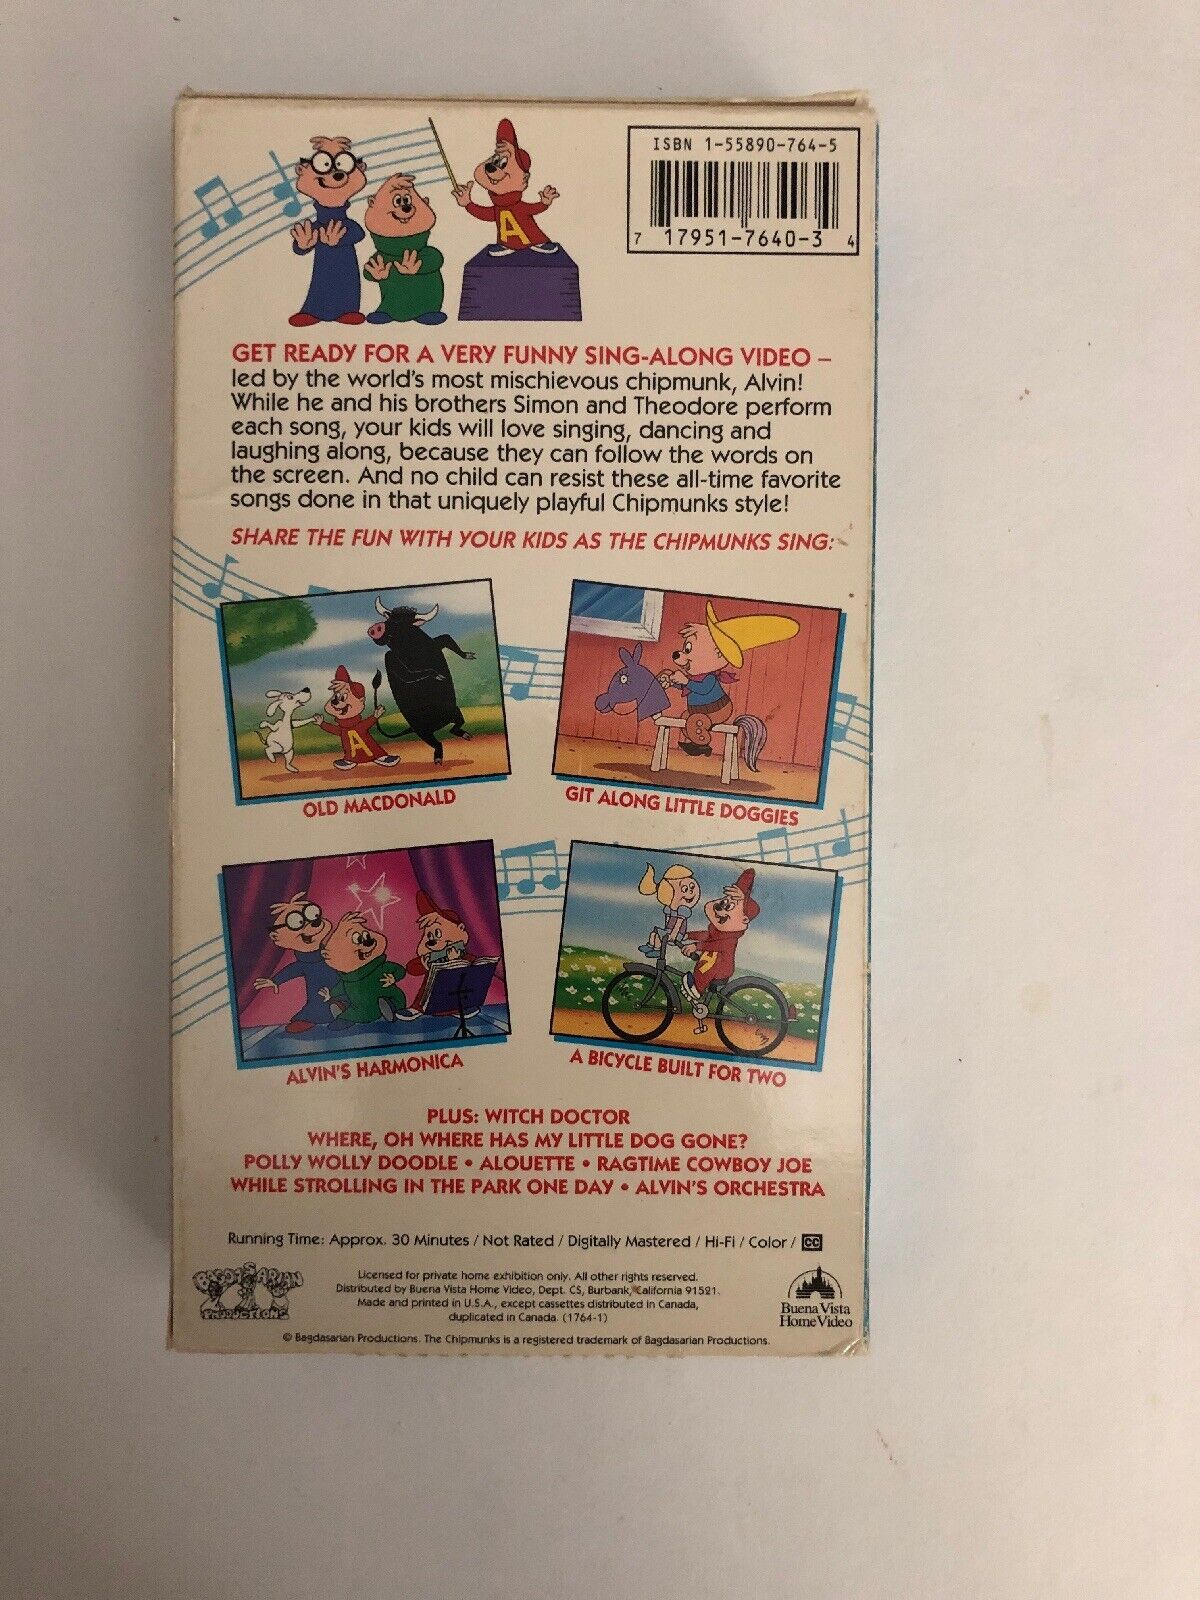 ISBN 1-55890-764-5
7 17951-7640-3 4
A
GET READY FOR A VERY FUNNY SING-ALONG VIDEO –
led by the world's most mischievous chipmunk, Alvin!
While he and his brothers Simon and Theodore perform
each song, your kids will love singing, dancing and
laughing along, because they can follow the words on
the screen. And no child can resist these all-time favorite
songs done in that uniquely playful Chipmunks style!
SHARE THE FUN WITH YOUR KIDS AS THE CHIPMUNKS SING:
A
OLD MACDONALD
GIT ALONG LITTLE DOGGIES
A
ALVIN'S HARMONICA
A BICYCLE BUILT FOR TWO
PLUS: WITCH DOCTOR
WHERE, OH WHERE HAS MY LITTLE DOG GONE?
POLLY WOLLY DOODLE • ALOUETTE • RAGTIME COWBOY JOE
WHILE STROLLING IN THE PARK ONE DAY • ALVIN'S ORCHESTRA
Running Time: Approx. 30 Minutes / Not Rated / Digitally Mastered / Hi-Fi / Color / CC
BAGDASARIAN
PRODUCTIONS
Licensed for private home exhibition only. All other rights reserved.
Distributed by Buena Vista Home Video, Dept. CS, Burbank, California 91521.
Made and printed in U.S.A., except cassettes distributed in Canada,
duplicated in Canada. (1764-1)
Buena Vista
Home Video
© Bagdasarian Productions. The Chipmunks is a registered trademark of Bagdasarian Productions.